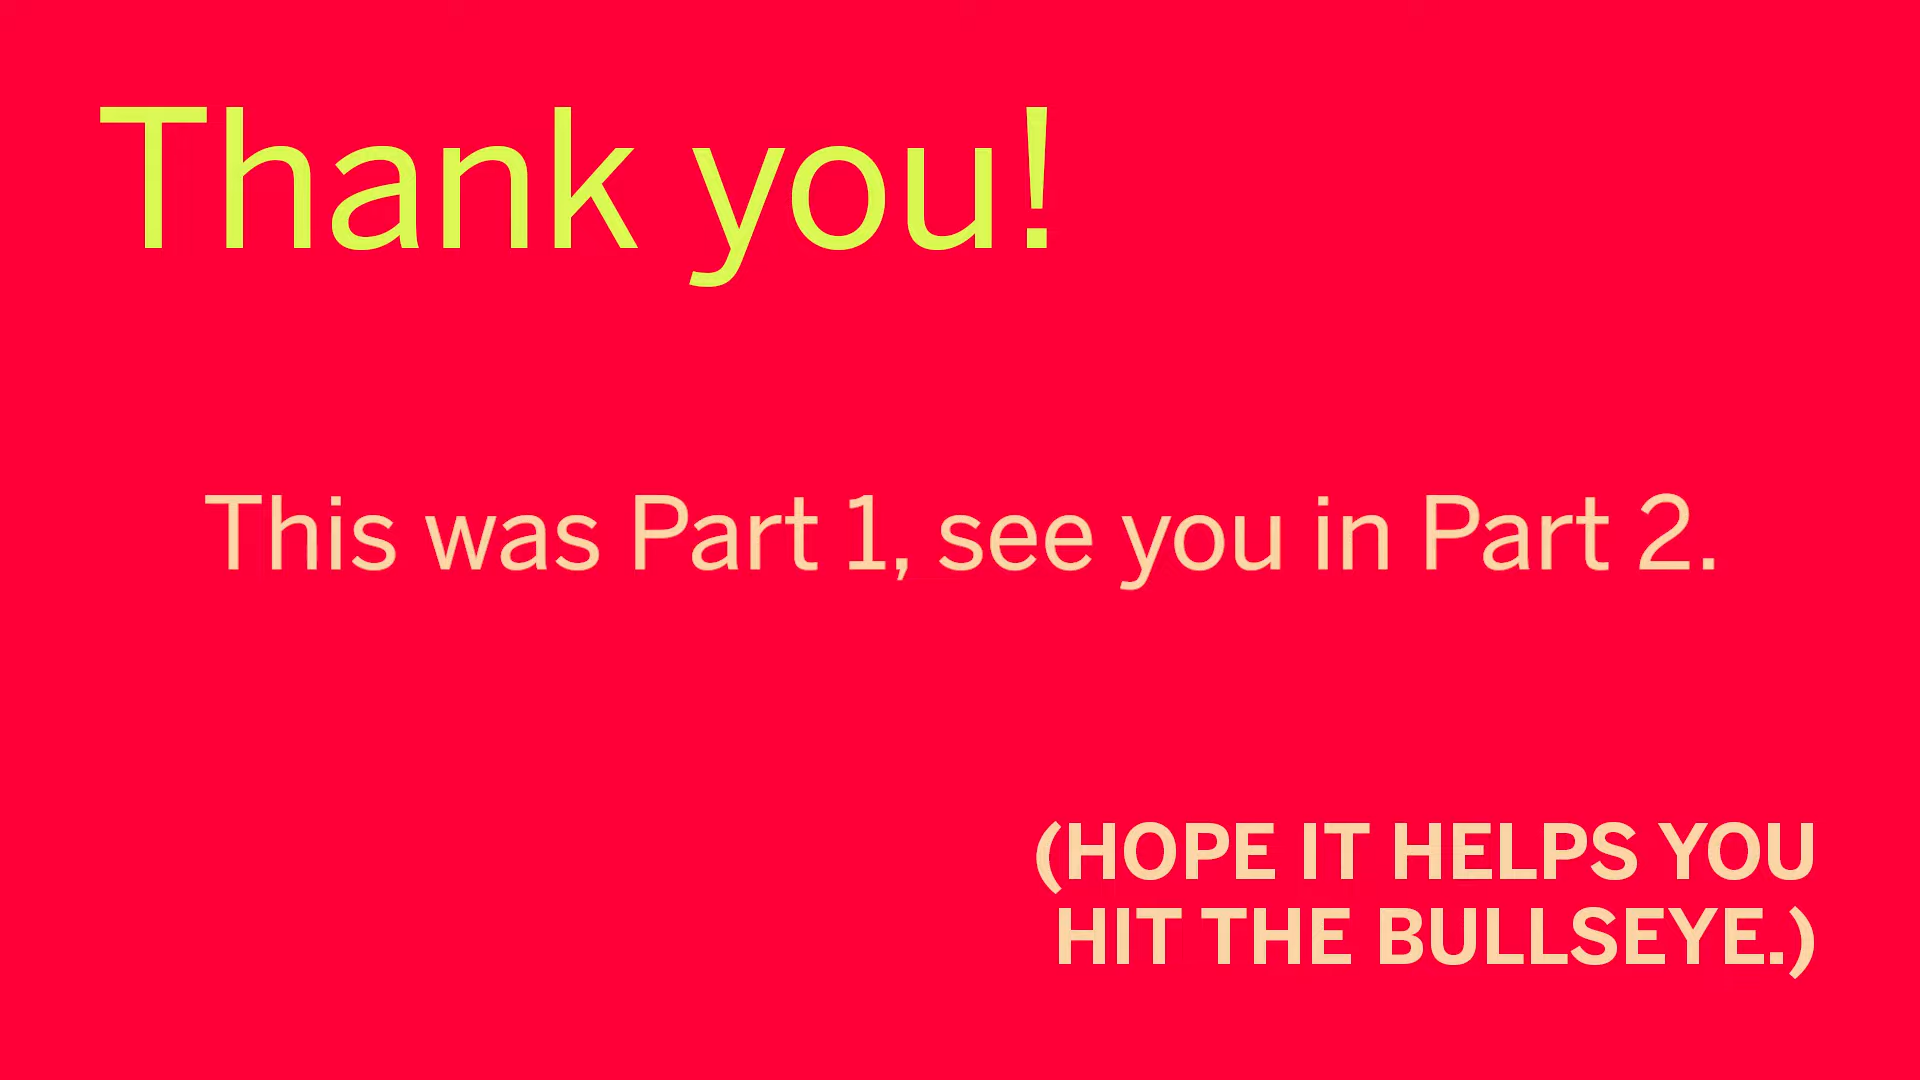 Thank you!
This was Part 1, see you in Part 2.
(HOPE IT HELPS YOU
HIT THE BULLSEYE.)